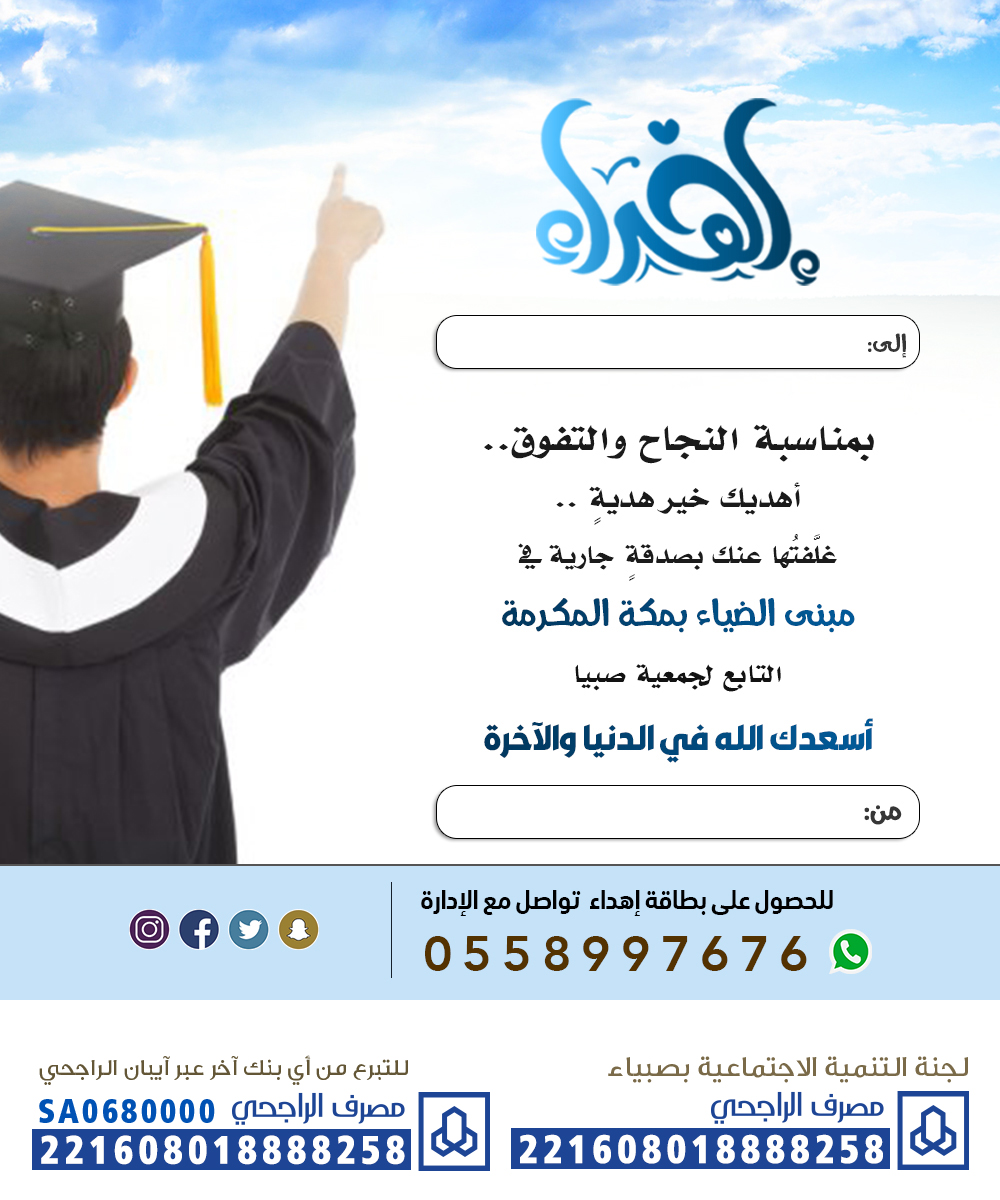 إهداء
إلى:
بمناسبة النجاح والتفوق..
أهديك خير هديةٍ ..
غلَّفتُها عنك بصدقةٍ جارية في
مبنى الضياء بمكة المكرمة
التابع لجمعية صبيا
أسعدك الله في الدنيا والآخرة
من:
للحصول على بطاقة إهداء تواصل مع الإدارة
0558997676
لجنة التنمية الاجتماعية بصبياء
مصرف الراجحي
221608018888258
للتبرع من أي بنك آخر عبر آيبان الراجحي
مصرف الراجحي SA0680000
221608018888258